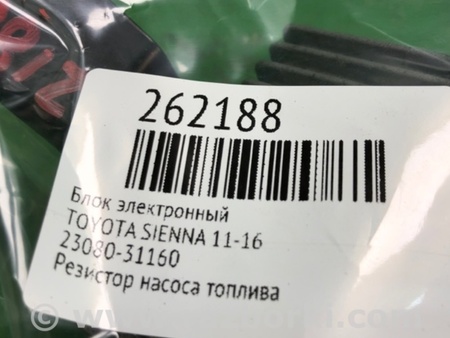 262188
Блок электронный
TOYOTA SIENNA 11-16
23080-31160
Резистор насоса топлива